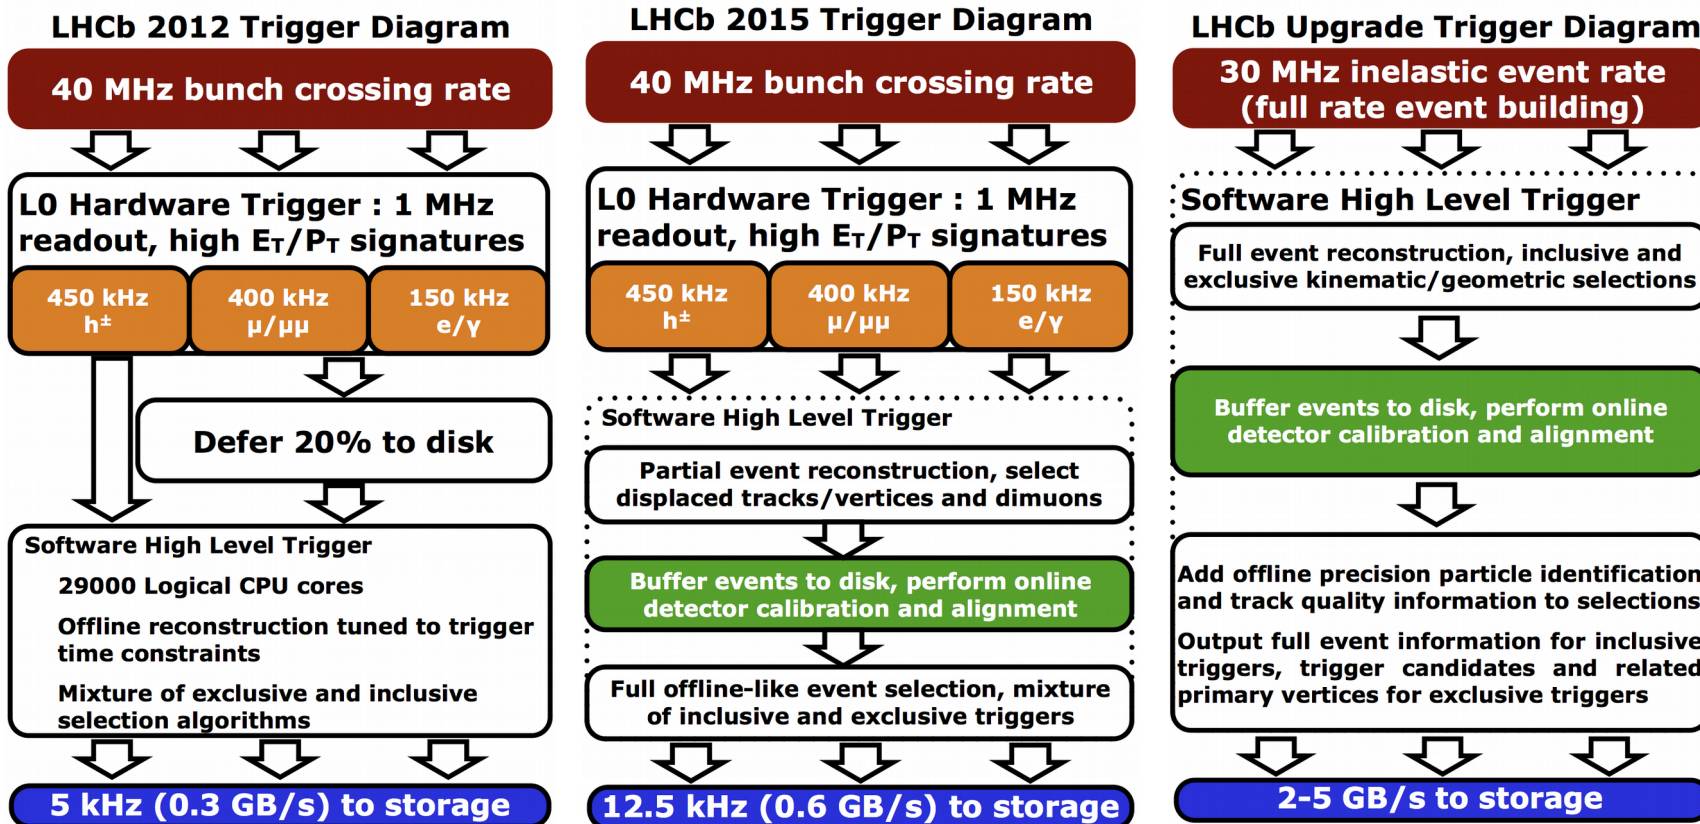 LHCb 2012 Trigger Diagram
40 MHz bunch crossing rate
L0 Hardware Trigger : 1 MHz
readout, high ET/PT signatures
450 kHz
h±
400 kHz
μ/μμ
150 kHz
e/γ
Defer 20% to disk
Software High Level Trigger
29000 Logical CPU cores
Offline reconstruction tuned to trigger
time constraints
Mixture of exclusive and inclusive
selection algorithms
5 kHz (0.3 GB/s) to storage
LHCb 2015 Trigger Diagram
40 MHz bunch crossing rate
L0 Hardware Trigger : 1 MHz
readout, high ET/PT signatures
450 kHz
h±
400 kHz
μ/μμ
150 kHz
e/γ
Software High Level Trigger
Partial event reconstruction, select
displaced tracks/vertices and dimuons
Buffer events to disk, perform online
detector calibration and alignment
Full offline-like event selection, mixture
of inclusive and exclusive triggers
12.5 kHz (0.6 GB/s) to storage
LHCb Upgrade Trigger Diagram
30 MHz inelastic event rate
(full rate event building)
Software High Level Trigger
Full event reconstruction, inclusive and
exclusive kinematic/geometric selections
Buffer events to disk, perform online
detector calibration and alignment
Add offline precision particle identification
and track quality information to selections
Output full event information for inclusive
triggers, trigger candidates and related
primary vertices for exclusive triggers
2-5 GB/s to storage